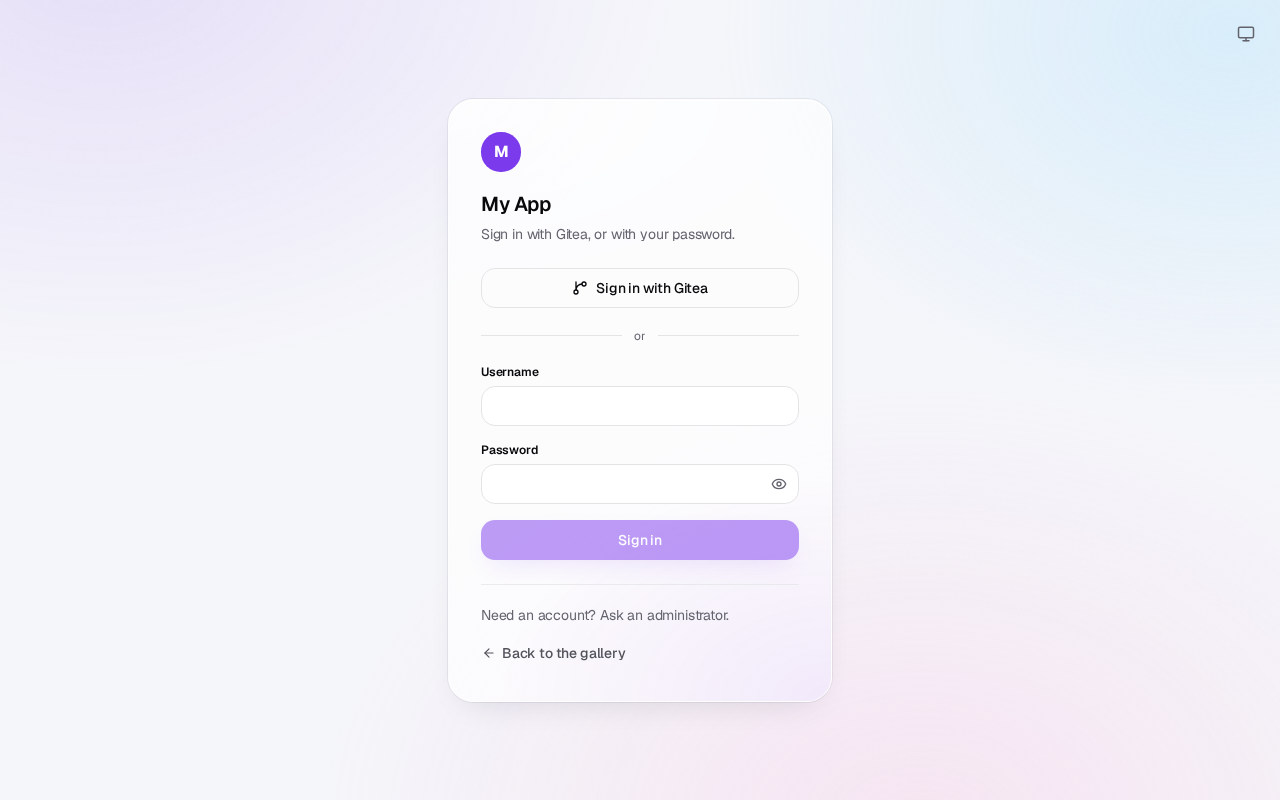 M
My App
Sign in with Gitea, or with your password.
Sign in with Gitea
or
Username
Password
Sign in
Need an account? Ask an administrator.
Back to the gallery